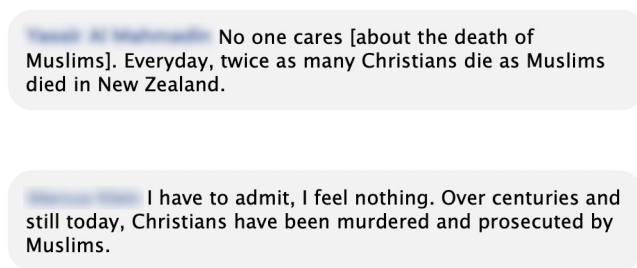 No one cares [about the death of
Muslims]. Everyday, twice as many Christians die as Muslims
died in New Zealand.
I have to admit, I feel nothing. Over centuries and
still today, Christians have been murdered and prosecuted by
Muslims.